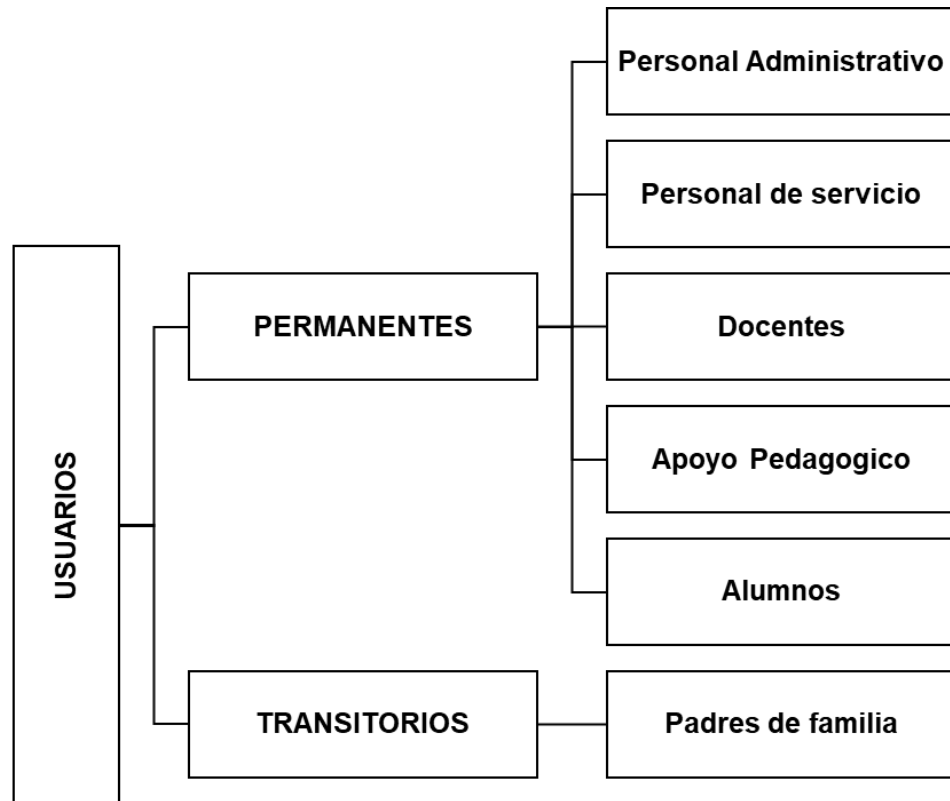 USUARIOS
PERMANENTES
Personal Administrativo
Personal de servicio
Docentes
Apoyo Pedagogico
Alumnos
TRANSITORIOS
Padres de familia